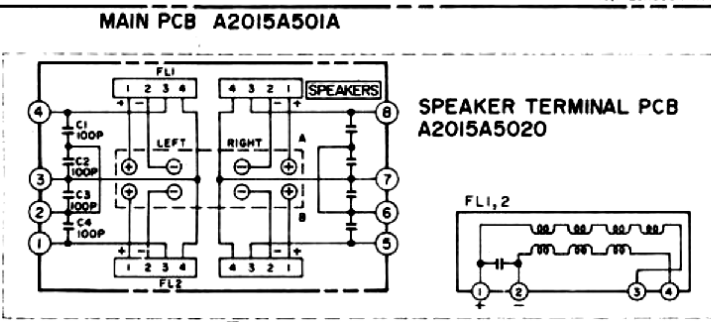 MAIN PCB A2015A501A
FL1
1 2 3 4
4 3 2 1
SPEAKERS
+ −
− +
4
8
C1
100P
LEFT
RIGHT
A
C2
100P
+ −
− +
3
7
C3
100P
+ −
− +
2
6
B
C4
100P
1
5
+ −
− +
1 2 3 4
4 3 2 1
FL2
SPEAKER TERMINAL PCB
A2015A5020
FL1,2
1 2 3 4
+ −